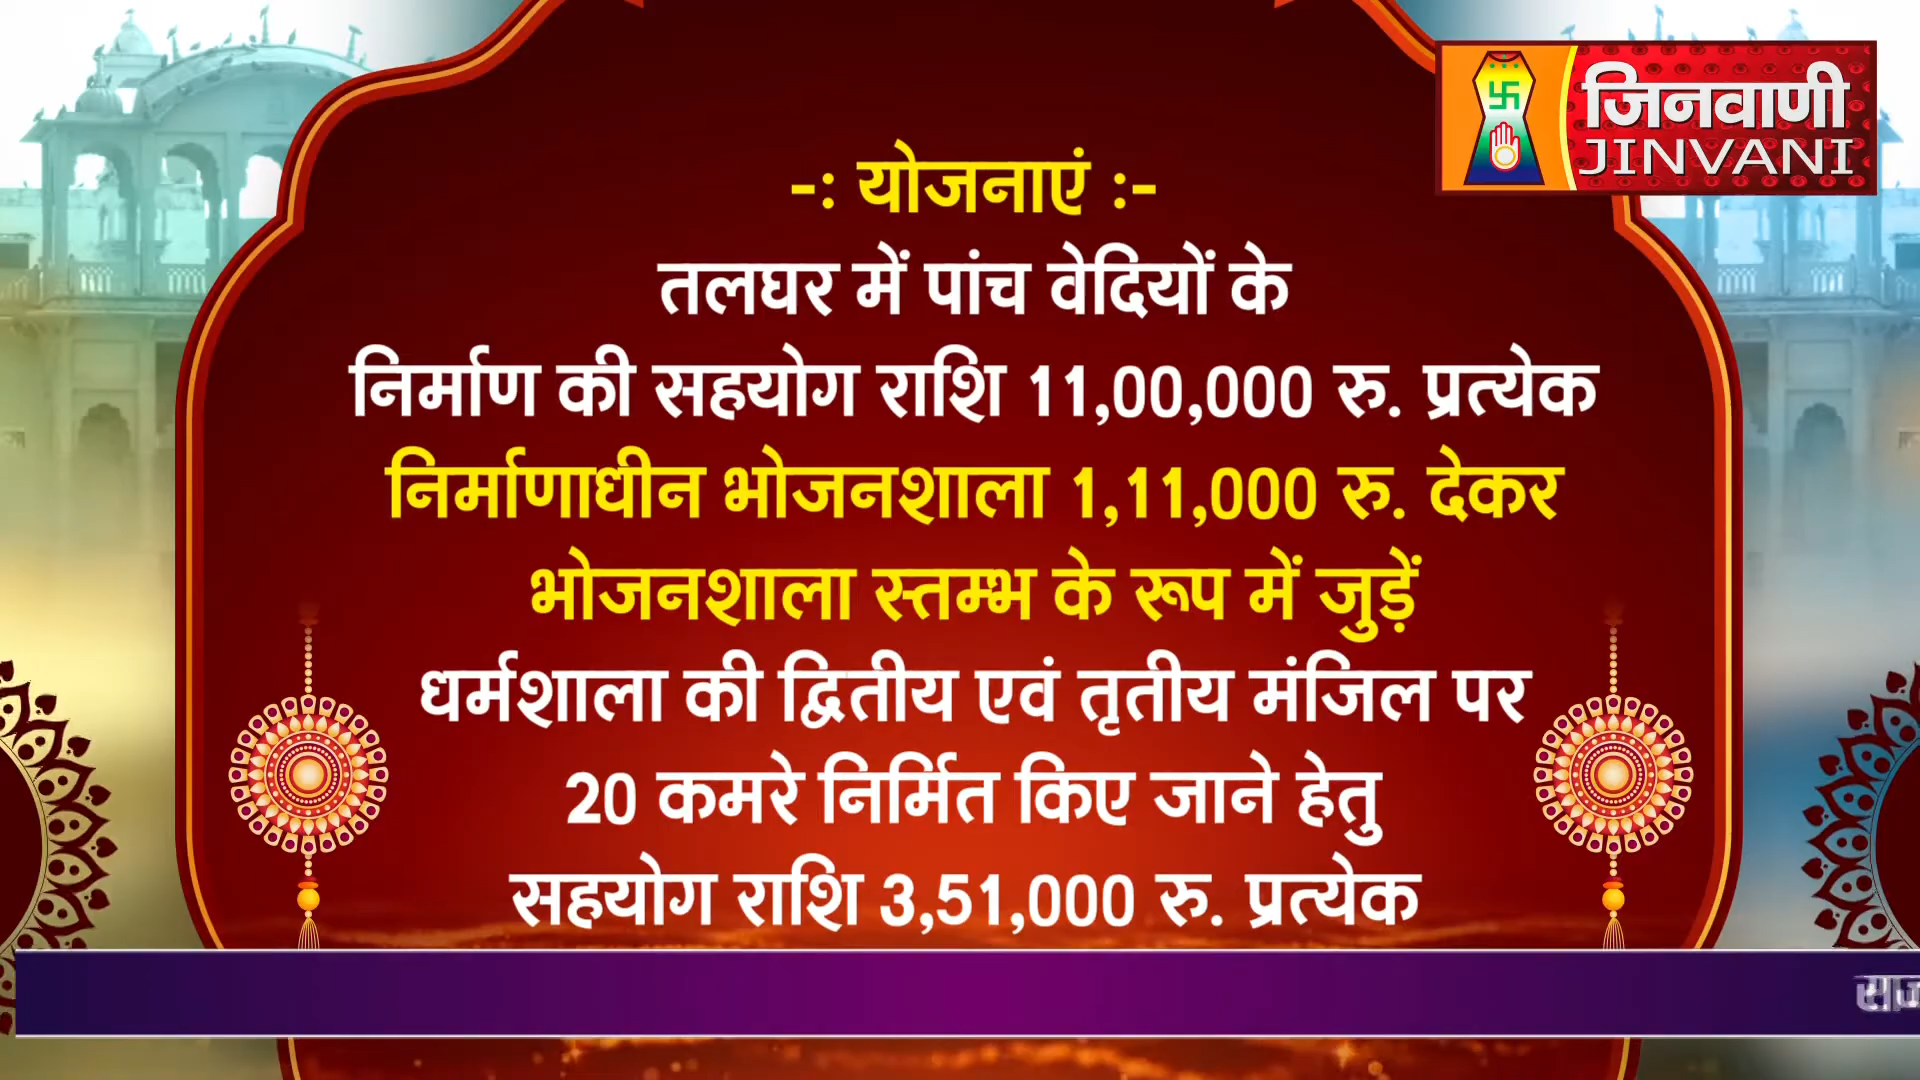 जिनवाणी
JINVANI
-: योजनाएं :-
तलघर में पांच वेदियों के
निर्माण की सहयोग राशि 11,00,000 रु. प्रत्येक
निर्माणाधीन भोजनशाला 1,11,000 रु. देकर
भोजनशाला स्तम्भ के रूप में जुड़ें
धर्मशाला की द्वितीय एवं तृतीय मंजिल पर
20 कमरे निर्मित किए जाने हेतु
सहयोग राशि 3,51,000 रु. प्रत्येक